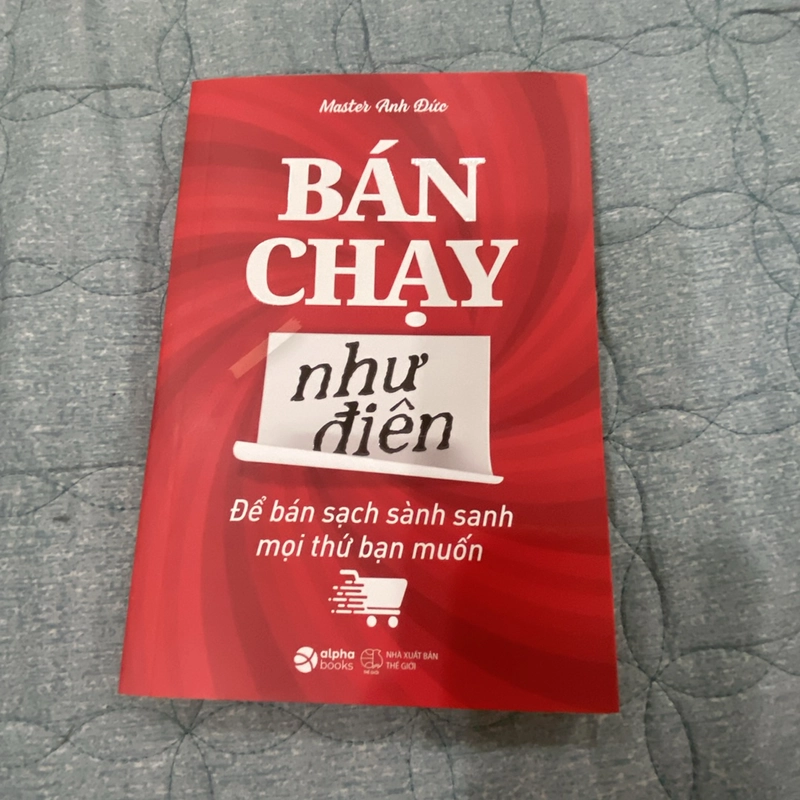 Master Anh Đức
BÁN
CHẠY
như
điên
Để bán sạch sành sanh
mọi thứ bạn muốn
alpha
books
NHÀ XUẤT BẢN
THẾ GIỚI